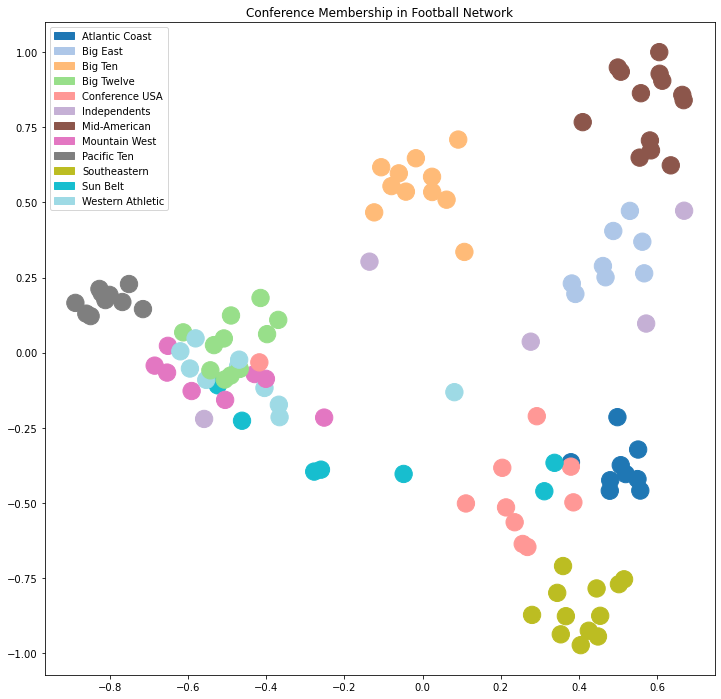 Conference Membership in Football Network
Atlantic Coast
Big East
Big Ten
Big Twelve
Conference USA
Independents
Mid-American
Mountain West
Pacific Ten
Southeastern
Sun Belt
Western Athletic
1.00
0.75
0.50
0.25
0.00
−0.25
−0.50
−0.75
−1.00
−0.8 −0.6 −0.4 −0.2 0.0 0.2 0.4 0.6